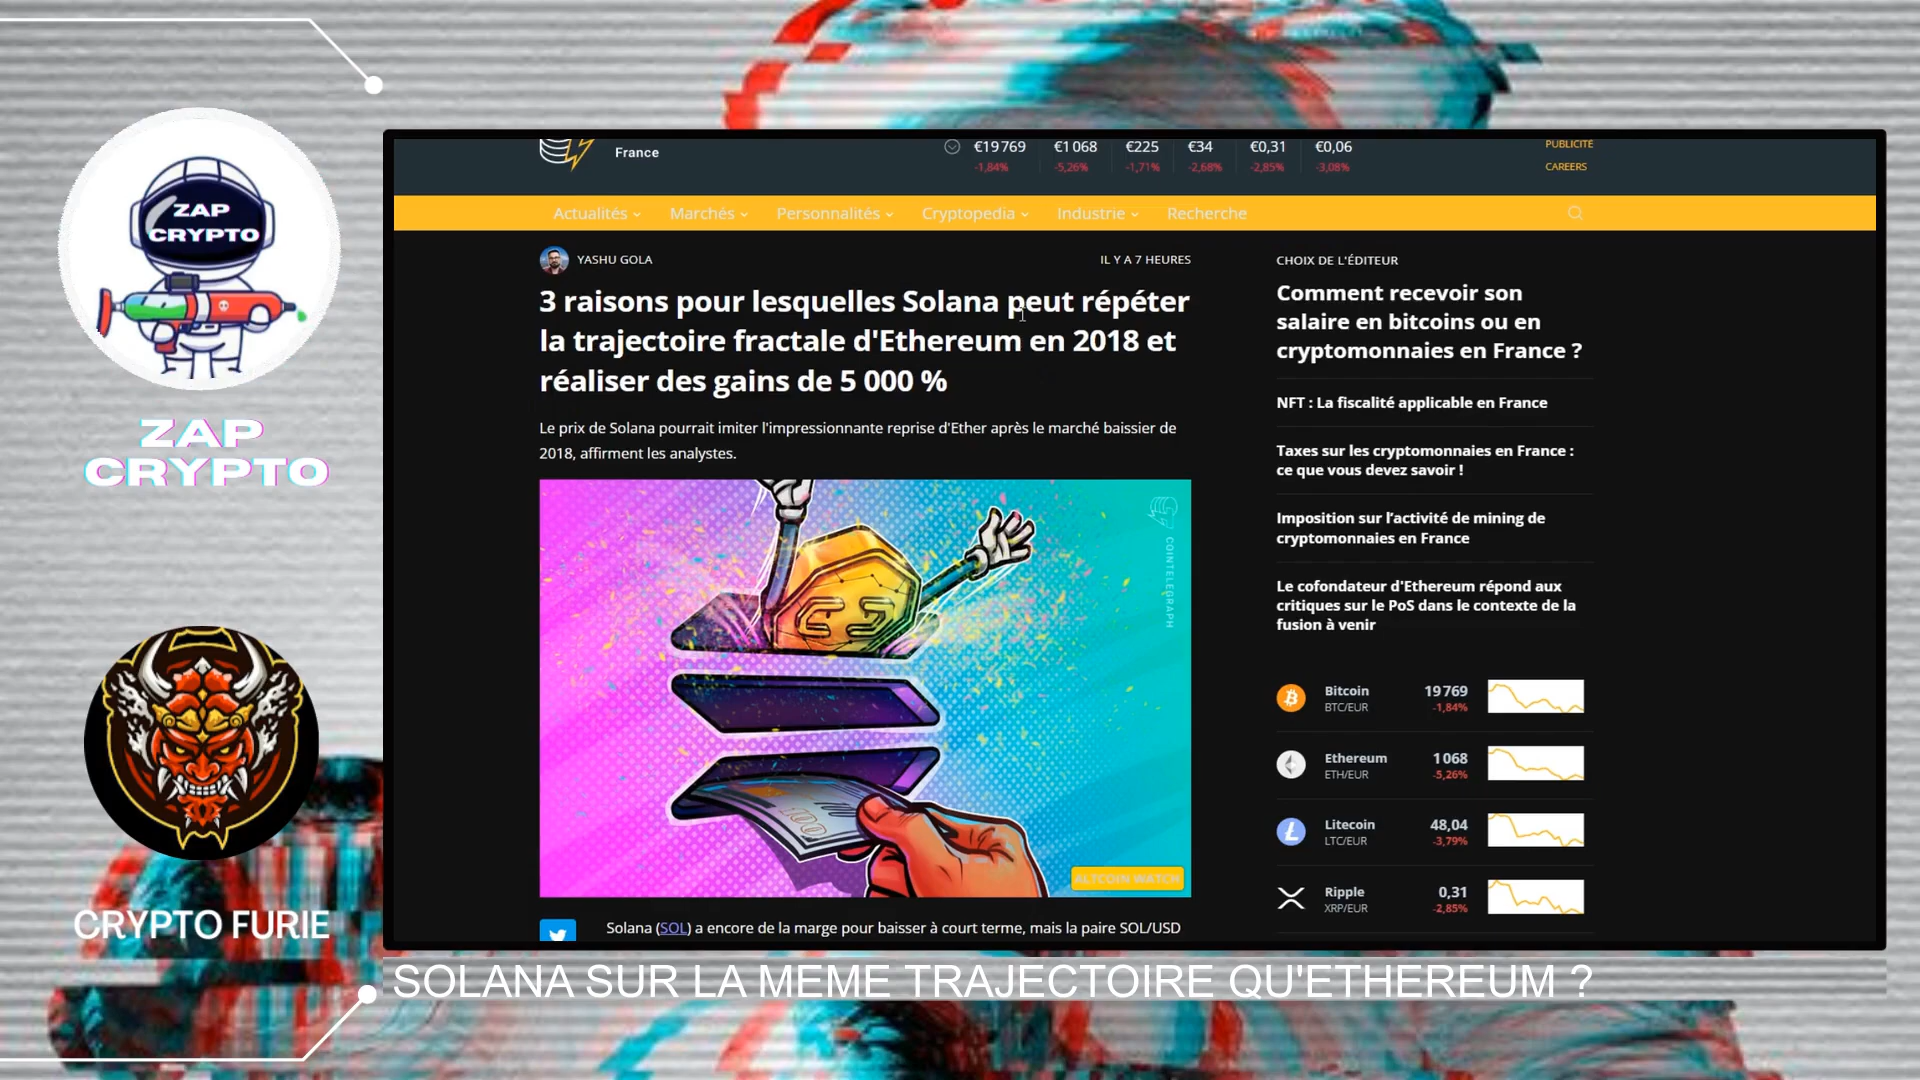 ZAP
CRYPTO
ZAP
CRYPTO
CRYPTO FURIE
France
€19 769 €1 068 €225 €34 €0,31 €0,06
-1,84% -5,26% -1,71% -2,68% -2,85% -3,08%
PUBLICITÉ
CAREERS
Actualités Marchés Personnalités Cryptopedia Industrie Recherche
YASHU GOLA
IL Y A 7 HEURES
3 raisons pour lesquelles Solana peut répéter
la trajectoire fractale d'Ethereum en 2018 et
réaliser des gains de 5 000 %
Le prix de Solana pourrait imiter l'impressionnante reprise d'Ether après le marché baissier de
2018, affirment les analystes.
COINTELEGRAPH
100
ALTCOIN WATCH
Solana (SOL) a encore de la marge pour baisser à court terme, mais la paire SOL/USD
CHOIX DE L'ÉDITEUR
Comment recevoir son
salaire en bitcoins ou en
cryptomonnaies en France ?
NFT : La fiscalité applicable en France
Taxes sur les cryptomonnaies en France :
ce que vous devez savoir !
Imposition sur l'activité de mining de
cryptomonnaies en France
Le cofondateur d'Ethereum répond aux
critiques sur le PoS dans le contexte de la
fusion à venir
Bitcoin 19 769
BTC/EUR -1,84%
Ethereum 1 068
ETH/EUR -5,26%
Litecoin 48,04
LTC/EUR -3,79%
Ripple 0,31
XRP/EUR -2,85%
SOLANA SUR LA MEME TRAJECTOIRE QU'ETHEREUM ?